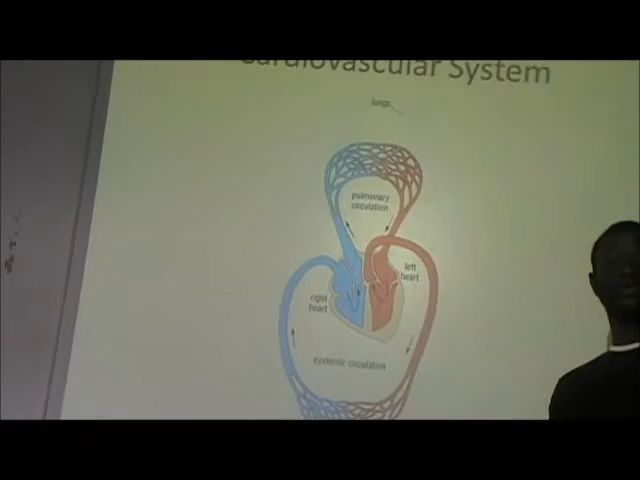 Cardiovascular System
lungs
pulmonary
circulation
left
heart
right
heart
systemic circulation